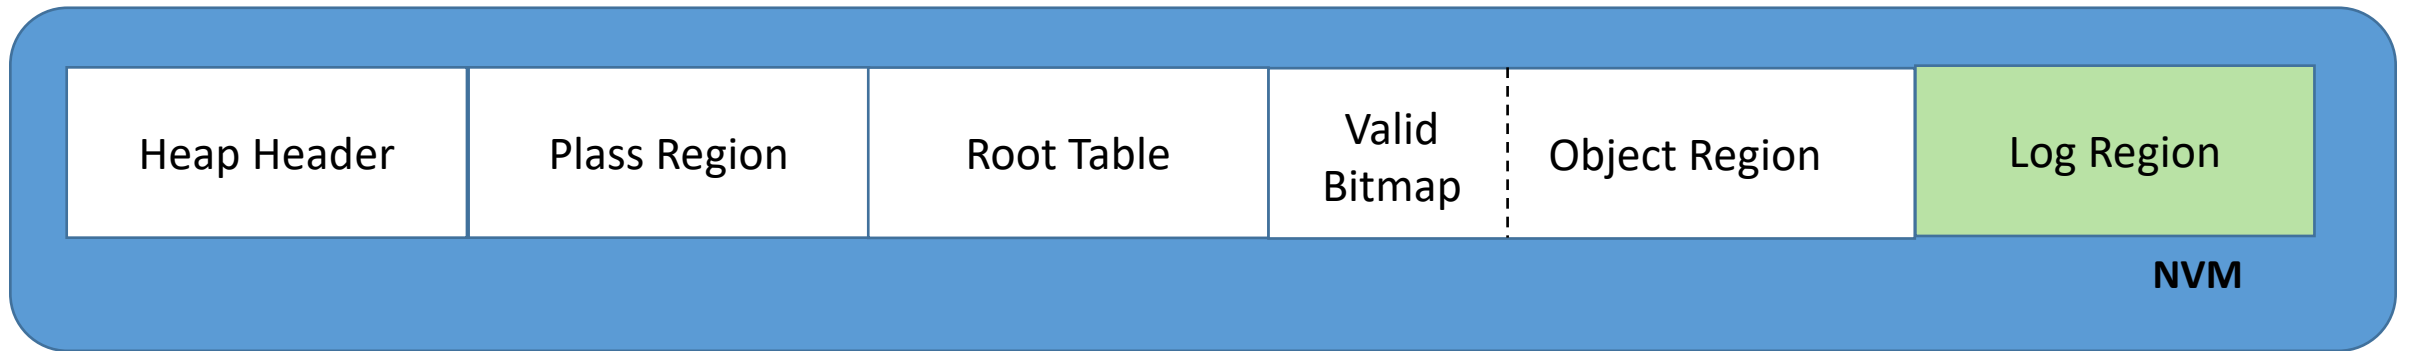 Heap Header
Plass Region
Root Table
Valid
Bitmap
Object Region
Log Region
NVM